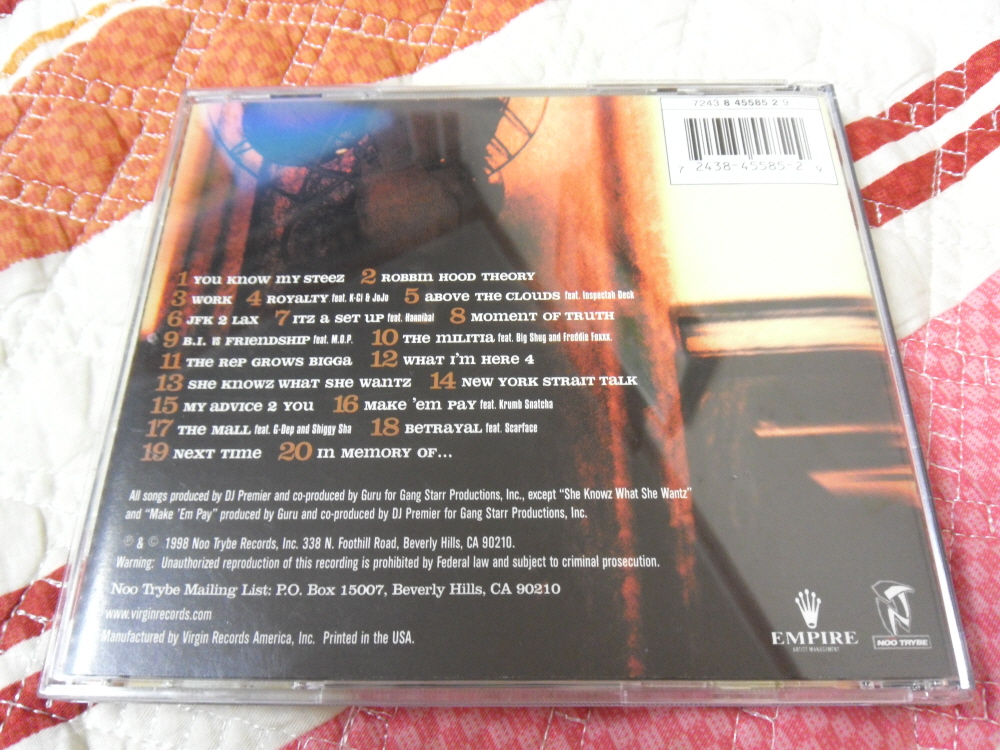 7243 8 45585 2 9
7 2438-45585-2 9
1 YOU KNOW MY STEEZ 2 ROBBIN HOOD THEORY
3 WORK 4 ROYALTY feat. K-Ci & JoJo 5 ABOVE THE CLOUDS feat. Inspectah Deck
6 JFK 2 LAX 7 ITZ A SET UP feat. Hannibal 8 MOMENT OF TRUTH
9 B.I. VS FRIENDSHIP feat. M.O.P. 10 THE MILITIA feat. Big Shug and Freddie Foxxx.
11 THE REP GROWS BIGGA 12 WHAT I'M HERE 4
13 SHE KNOWZ WHAT SHE WANTZ 14 NEW YORK STRAIT TALK
15 MY ADVICE 2 YOU 16 MAKE 'EM PAY feat. Krumb Snatcha
17 THE MALL feat. G-Dep and Shiggy Sha 18 BETRAYAL feat. Scarface
19 NEXT TIME 20 IN MEMORY OF...
All songs produced by DJ Premier and co-produced by Guru for Gang Starr Productions, Inc., except "She Knowz What She Wantz"
and "Make 'Em Pay" produced by Guru and co-produced by DJ Premier for Gang Starr Productions, Inc.
℗ & © 1998 Noo Trybe Records, Inc. 338 N. Foothill Road, Beverly Hills, CA 90210.
Warning: Unauthorized reproduction of this recording is prohibited by Federal law and subject to criminal prosecution.
Noo Trybe Mailing List: P.O. Box 15007, Beverly Hills, CA 90210
www.virginrecords.com
Manufactured by Virgin Records America, Inc. Printed in the USA.
EMPIRE
ARTIST MANAGEMENT
NOO TRYBE